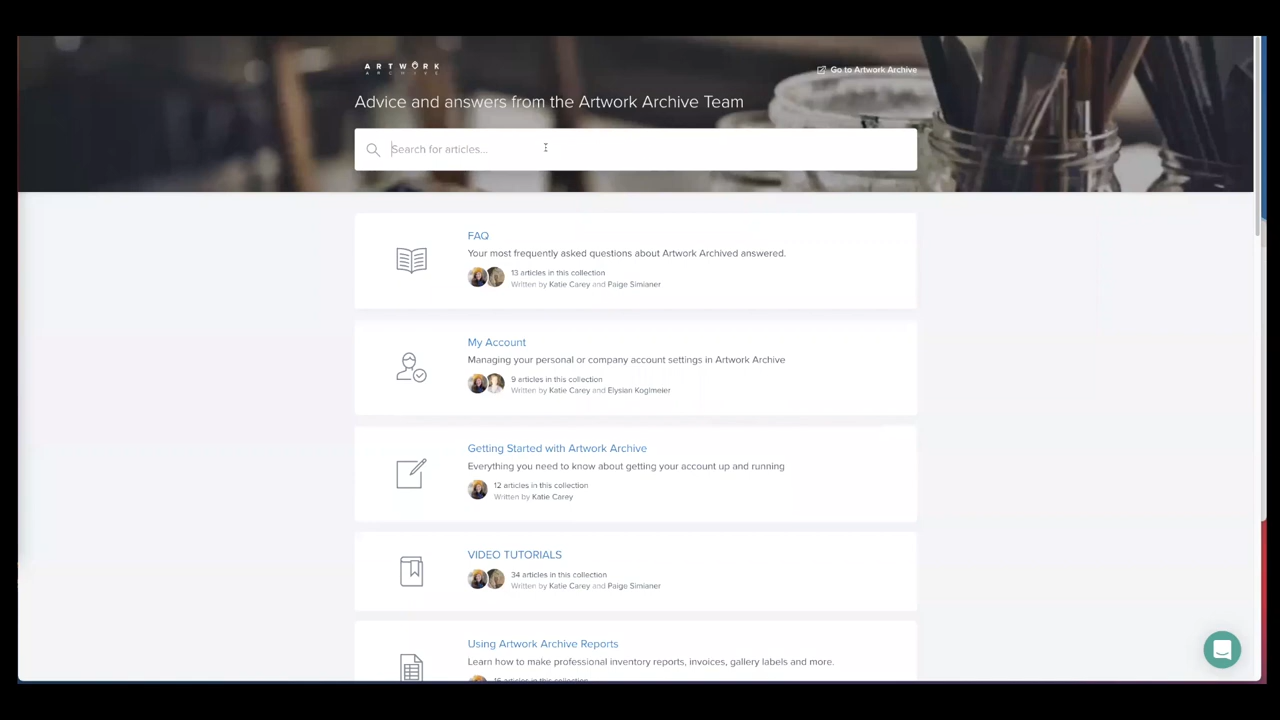 ARTWORK
ARCHIVE
Go to Artwork Archive
Advice and answers from the Artwork Archive Team
Search for articles...
FAQ
Your most frequently asked questions about Artwork Archived answered.
13 articles in this collection
Written by Katie Carey and Paige Simianer
My Account
Managing your personal or company account settings in Artwork Archive
9 articles in this collection
Written by Katie Carey and Elysian Koglmeier
Getting Started with Artwork Archive
Everything you need to know about getting your account up and running
12 articles in this collection
Written by Katie Carey
VIDEO TUTORIALS
34 articles in this collection
Written by Katie Carey and Paige Simianer
Using Artwork Archive Reports
Learn how to make professional inventory reports, invoices, gallery labels and more.
articles in this collection